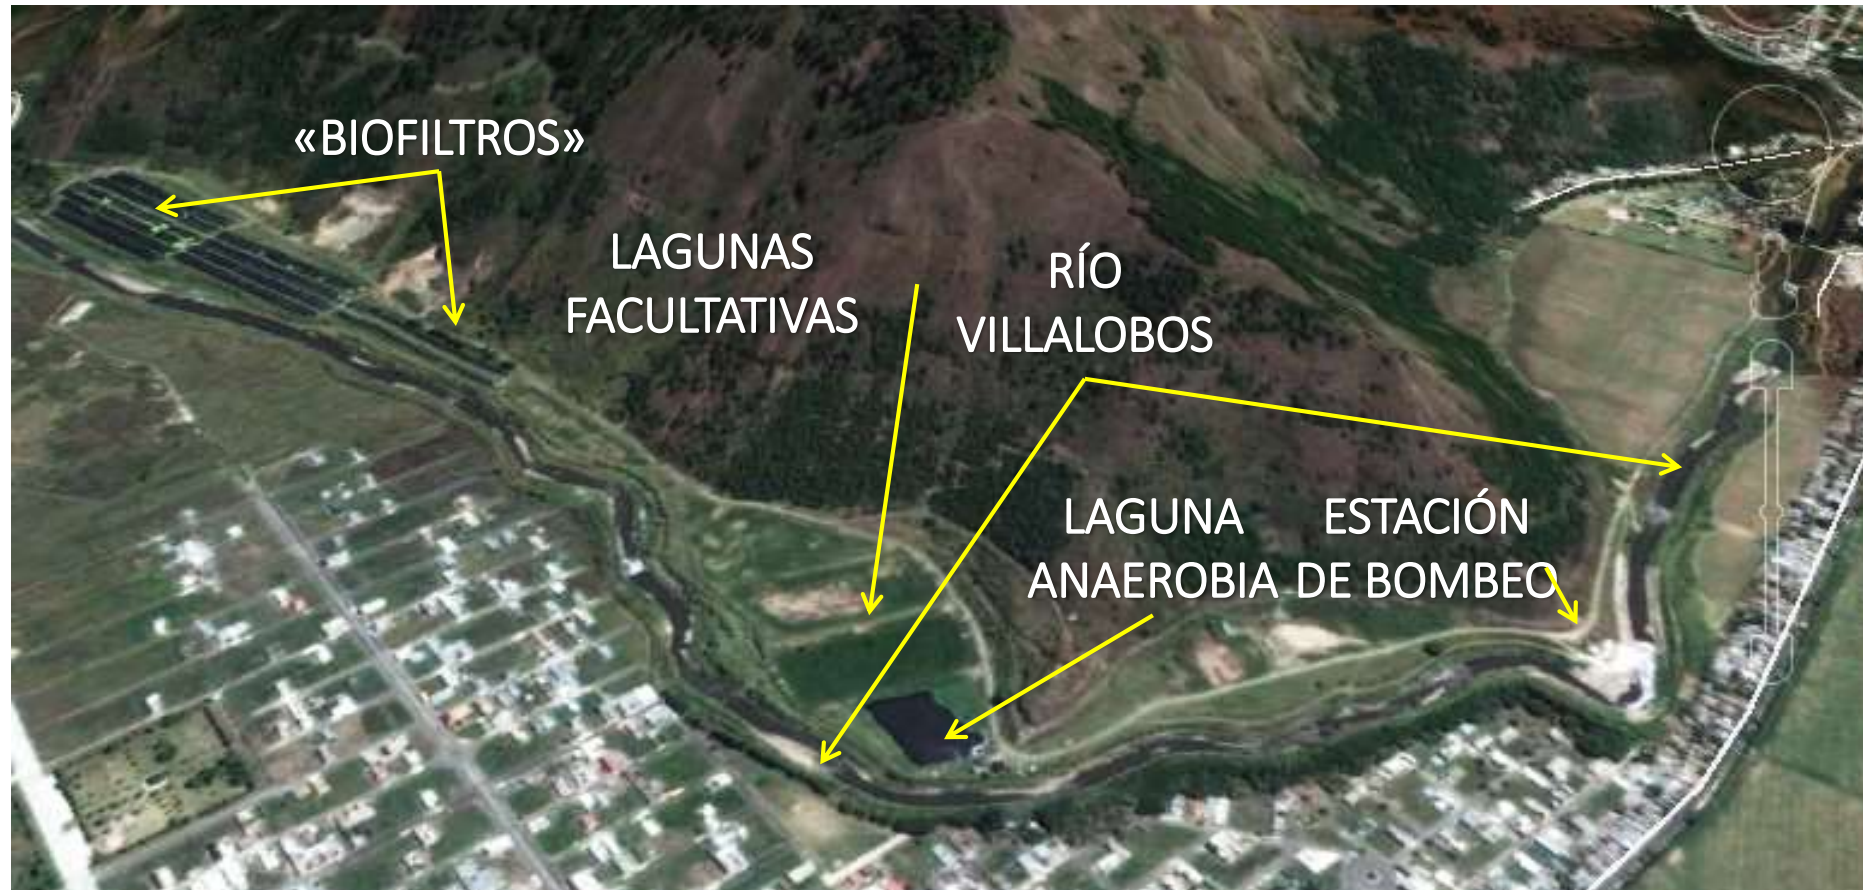 «BIOFILTROS»
LAGUNAS
FACULTATIVAS
RÍO
VILLALOBOS
LAGUNA
ANAEROBIA
ESTACIÓN
DE BOMBEO